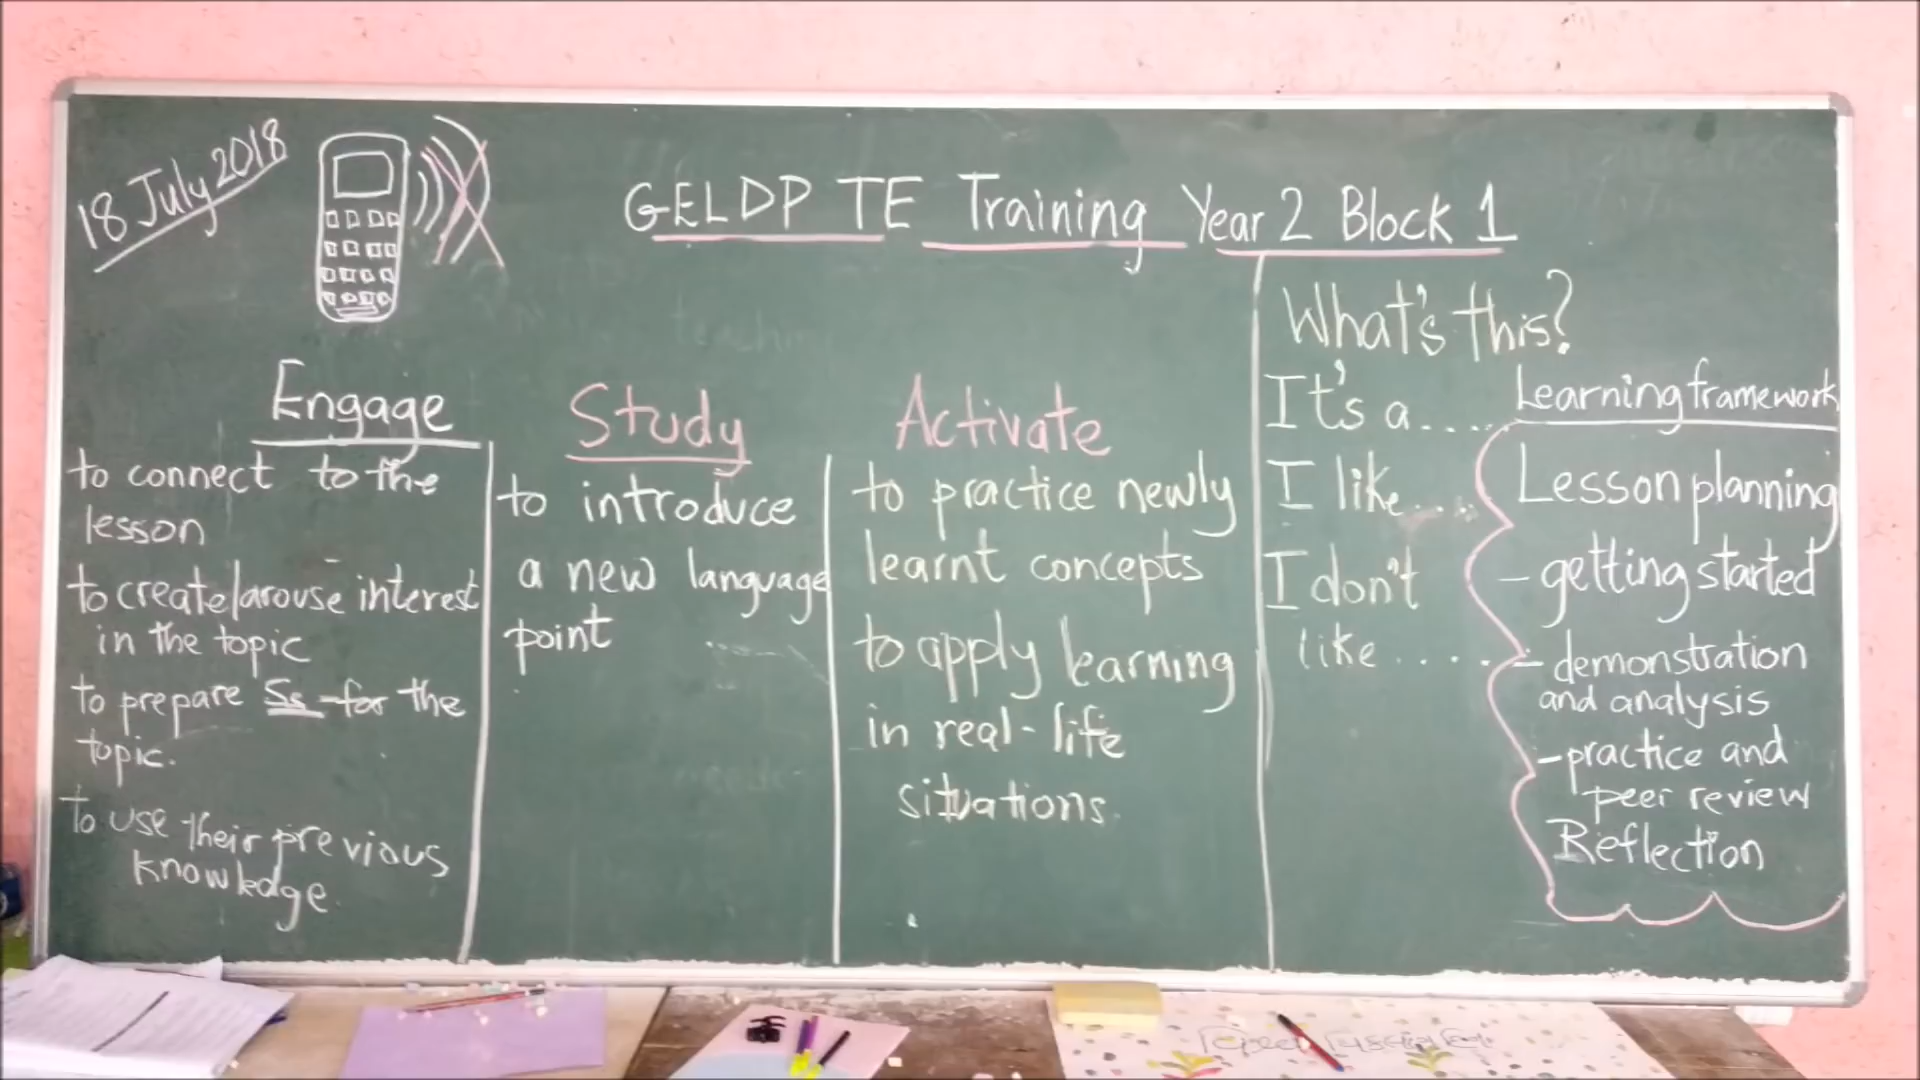 18 July 2018
GELDP TE Training Year 2 Block 1
Engage
to connect to the
lesson
to create/arouse interest
in the topic
to prepare Ss for the
topic.
to use their previous
knowledge
Study
to introduce
a new language
point
Activate
to practice newly
learnt concepts
to apply learning
in real-life
situations.
What's this?
It's a.....
I like.....
I don't
like.....
Learning framework
Lesson planning
- getting started
- demonstration
and analysis
- practice and
peer review
Reflection